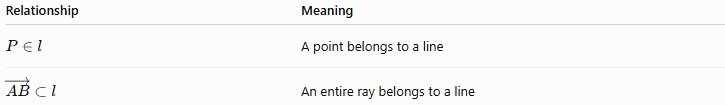 Relationship Meaning
P ∈ l A point belongs to a line
\overrightarrow{AB} ⊂ l An entire ray belongs to a line